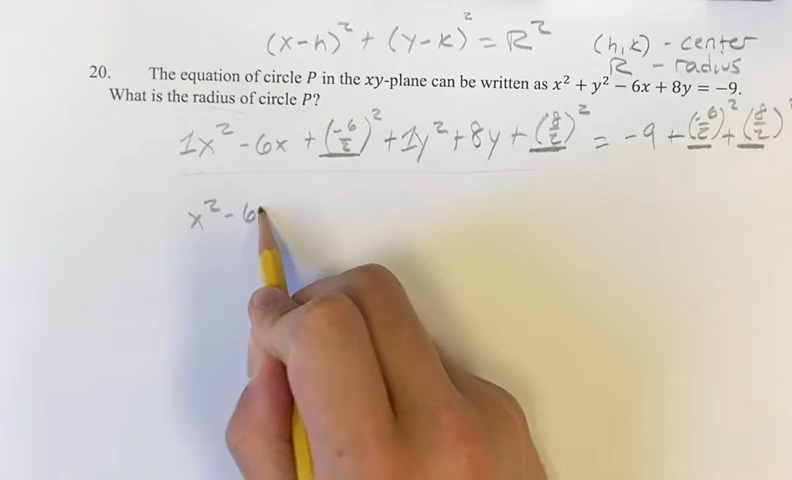 (x-h)² + (y-k)² = R² (h,k) - center
R - radius
20. The equation of circle P in the xy-plane can be written as x² + y² − 6x + 8y = −9.
What is the radius of circle P?
1x² - 6x + (-6/2)² + 1y² + 8y + (8/2)² = -9 + (-6/2)² + (8/2)²
x² - 6